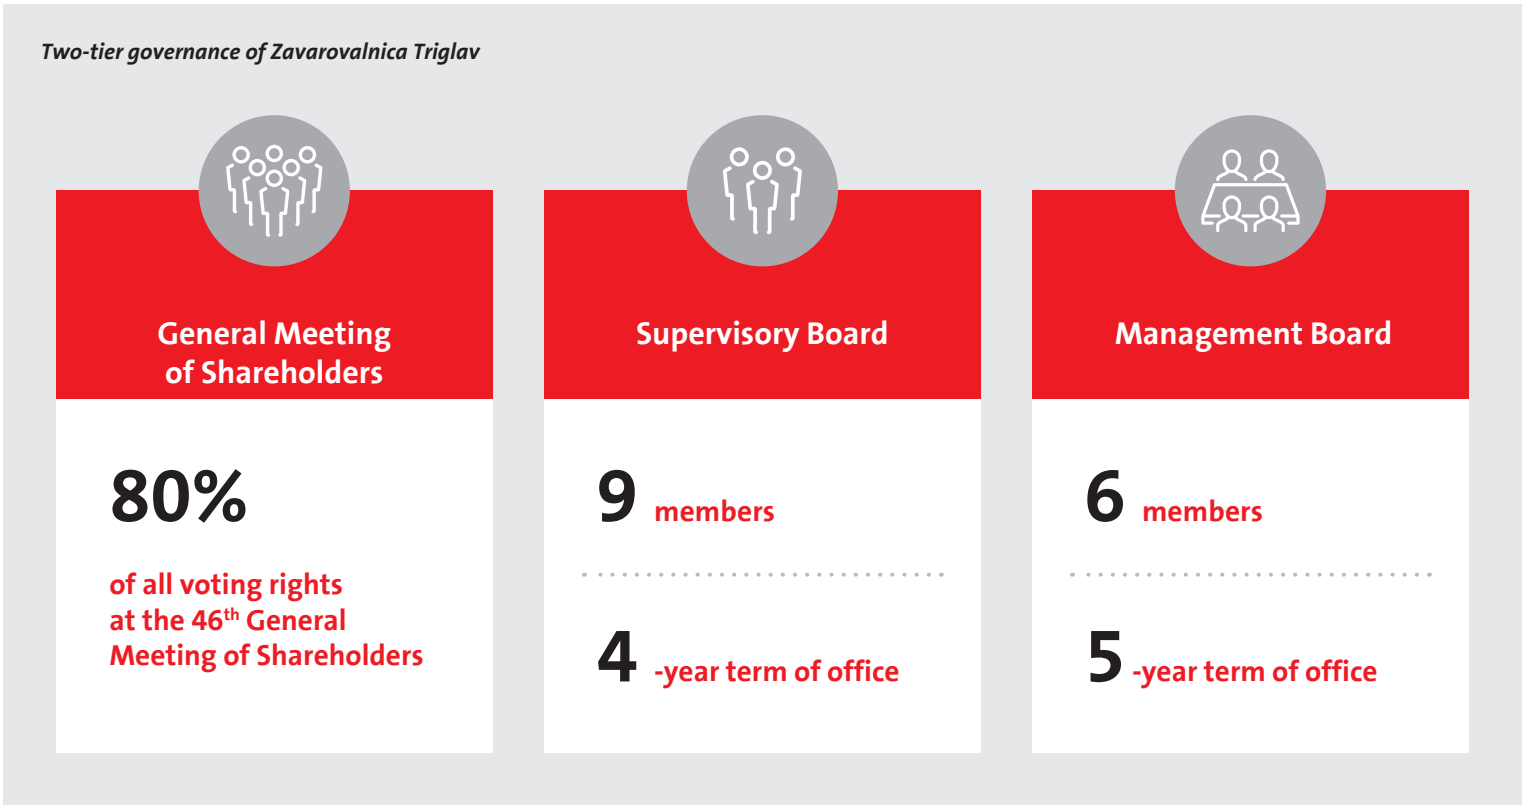 Two-tier governance of Zavarovalnica Triglav
General Meeting
of Shareholders
80%
of all voting rights
at the 46th General
Meeting of Shareholders
Supervisory Board
9 members
4 -year term of office
Management Board
6 members
5 -year term of office